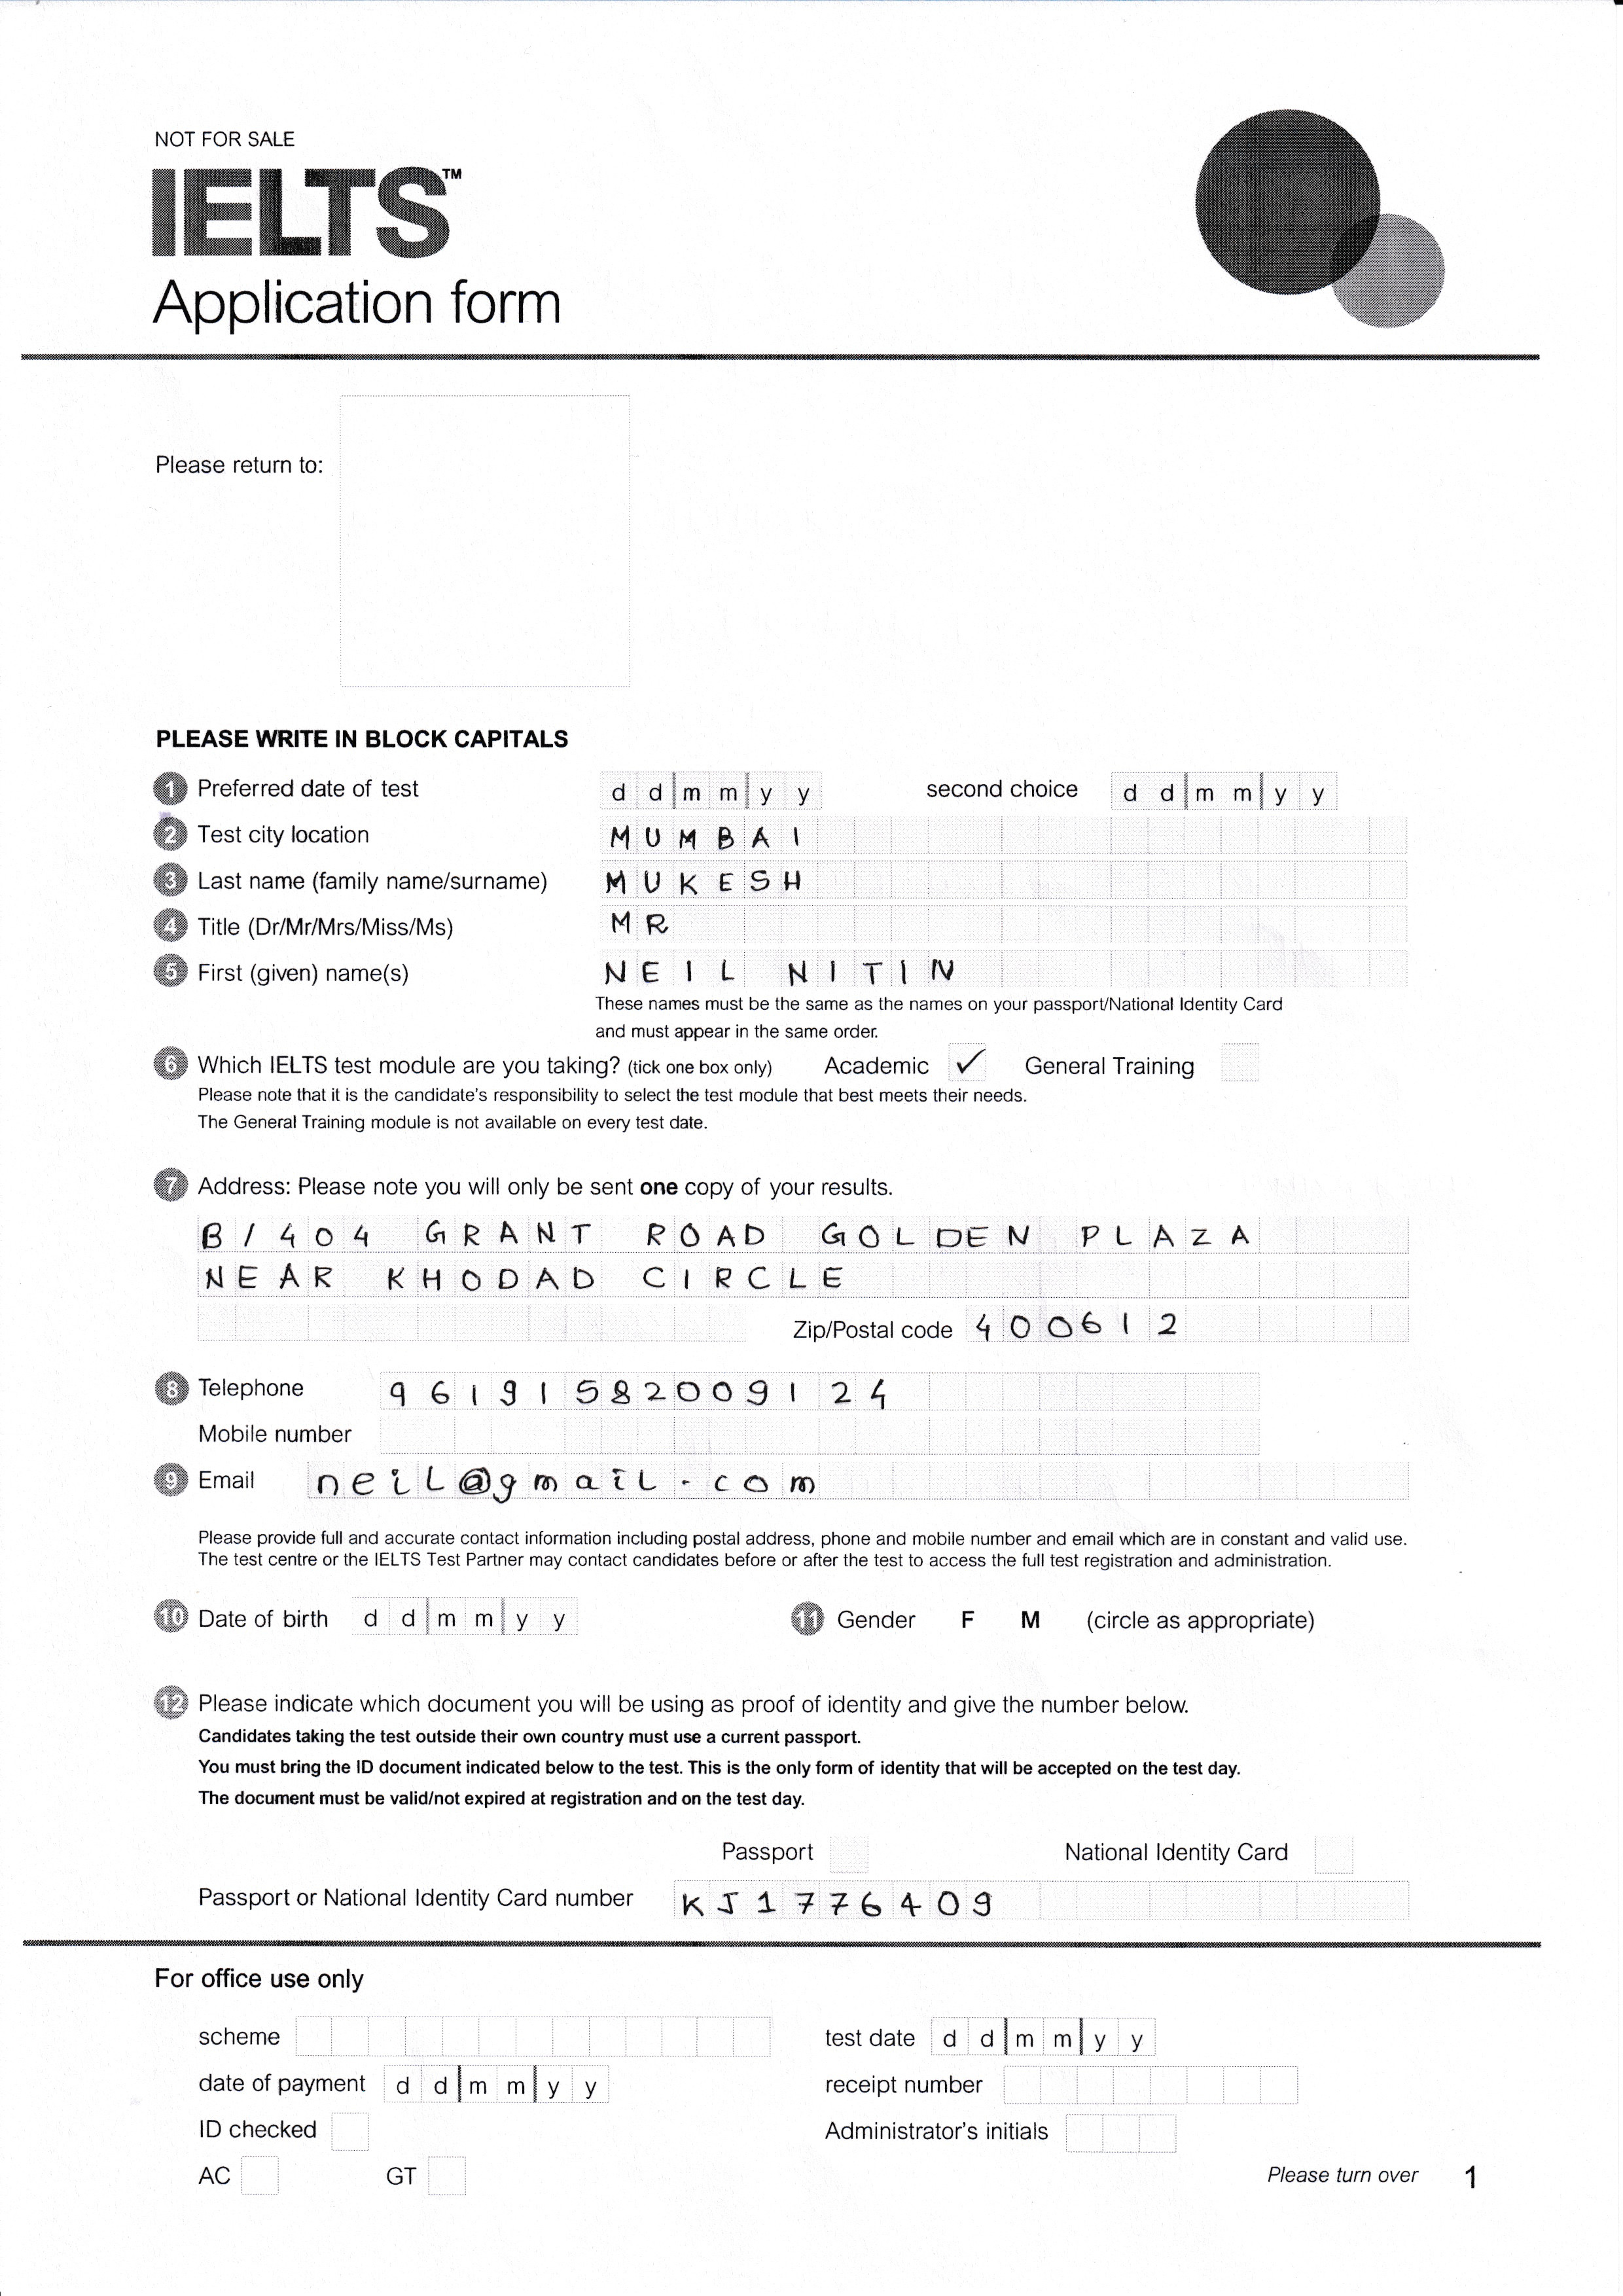 NOT FOR SALE
IELTS™
Application form
Please return to:
PLEASE WRITE IN BLOCK CAPITALS
1 Preferred date of test d d m m y y second choice d d m m y y
2 Test city location MUMBAI
3 Last name (family name/surname) MUKESH
4 Title (Dr/Mr/Mrs/Miss/Ms) MR
5 First (given) name(s) NEIL NITIN
These names must be the same as the names on your passport/National Identity Card
and must appear in the same order.
6 Which IELTS test module are you taking? (tick one box only) Academic ✓ General Training
Please note that it is the candidate's responsibility to select the test module that best meets their needs.
The General Training module is not available on every test date.
7 Address: Please note you will only be sent one copy of your results.
B/404 GRANT ROAD GOLDEN PLAZA
NEAR KHODAD CIRCLE
Zip/Postal code 400612
8 Telephone 96191582009124
Mobile number
9 Email neil@gmail.com
Please provide full and accurate contact information including postal address, phone and mobile number and email which are in constant and valid use.
The test centre or the IELTS Test Partner may contact candidates before or after the test to access the full test registration and administration.
10 Date of birth d d m m y y 11 Gender F M (circle as appropriate)
12 Please indicate which document you will be using as proof of identity and give the number below.
Candidates taking the test outside their own country must use a current passport.
You must bring the ID document indicated below to the test. This is the only form of identity that will be accepted on the test day.
The document must be valid/not expired at registration and on the test day.
Passport National Identity Card
Passport or National Identity Card number KJ1776409
For office use only
scheme test date d d m m y y
date of payment d d m m y y receipt number
ID checked Administrator's initials
AC GT Please turn over 1